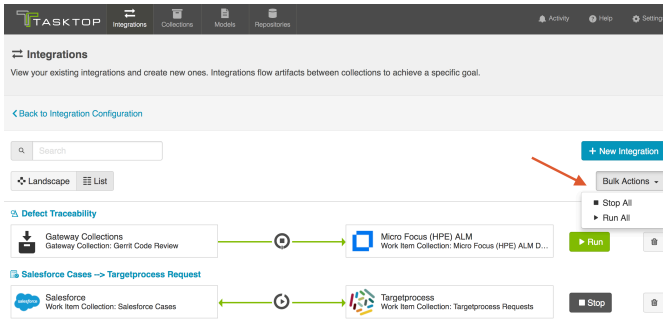 TASKTOP
Integrations
Collections
Models
Repositories
Activity
Help
Setting
Integrations
View your existing integrations and create new ones. Integrations flow artifacts between collections to achieve a specific goal.
Back to Integration Configuration
Search
+ New Integration
Landscape
List
Bulk Actions
Stop All
Run All
Defect Traceability
Gateway Collections
Gateway Collection: Gerrit Code Review
Micro Focus (HPE) ALM
Work Item Collection: Micro Focus (HPE) ALM D...
Run
Salesforce Cases --> Targetprocess Request
salesforce
Salesforce
Work Item Collection: Salesforce Cases
Targetprocess
Work Item Collection: Targetprocess Requests
Stop